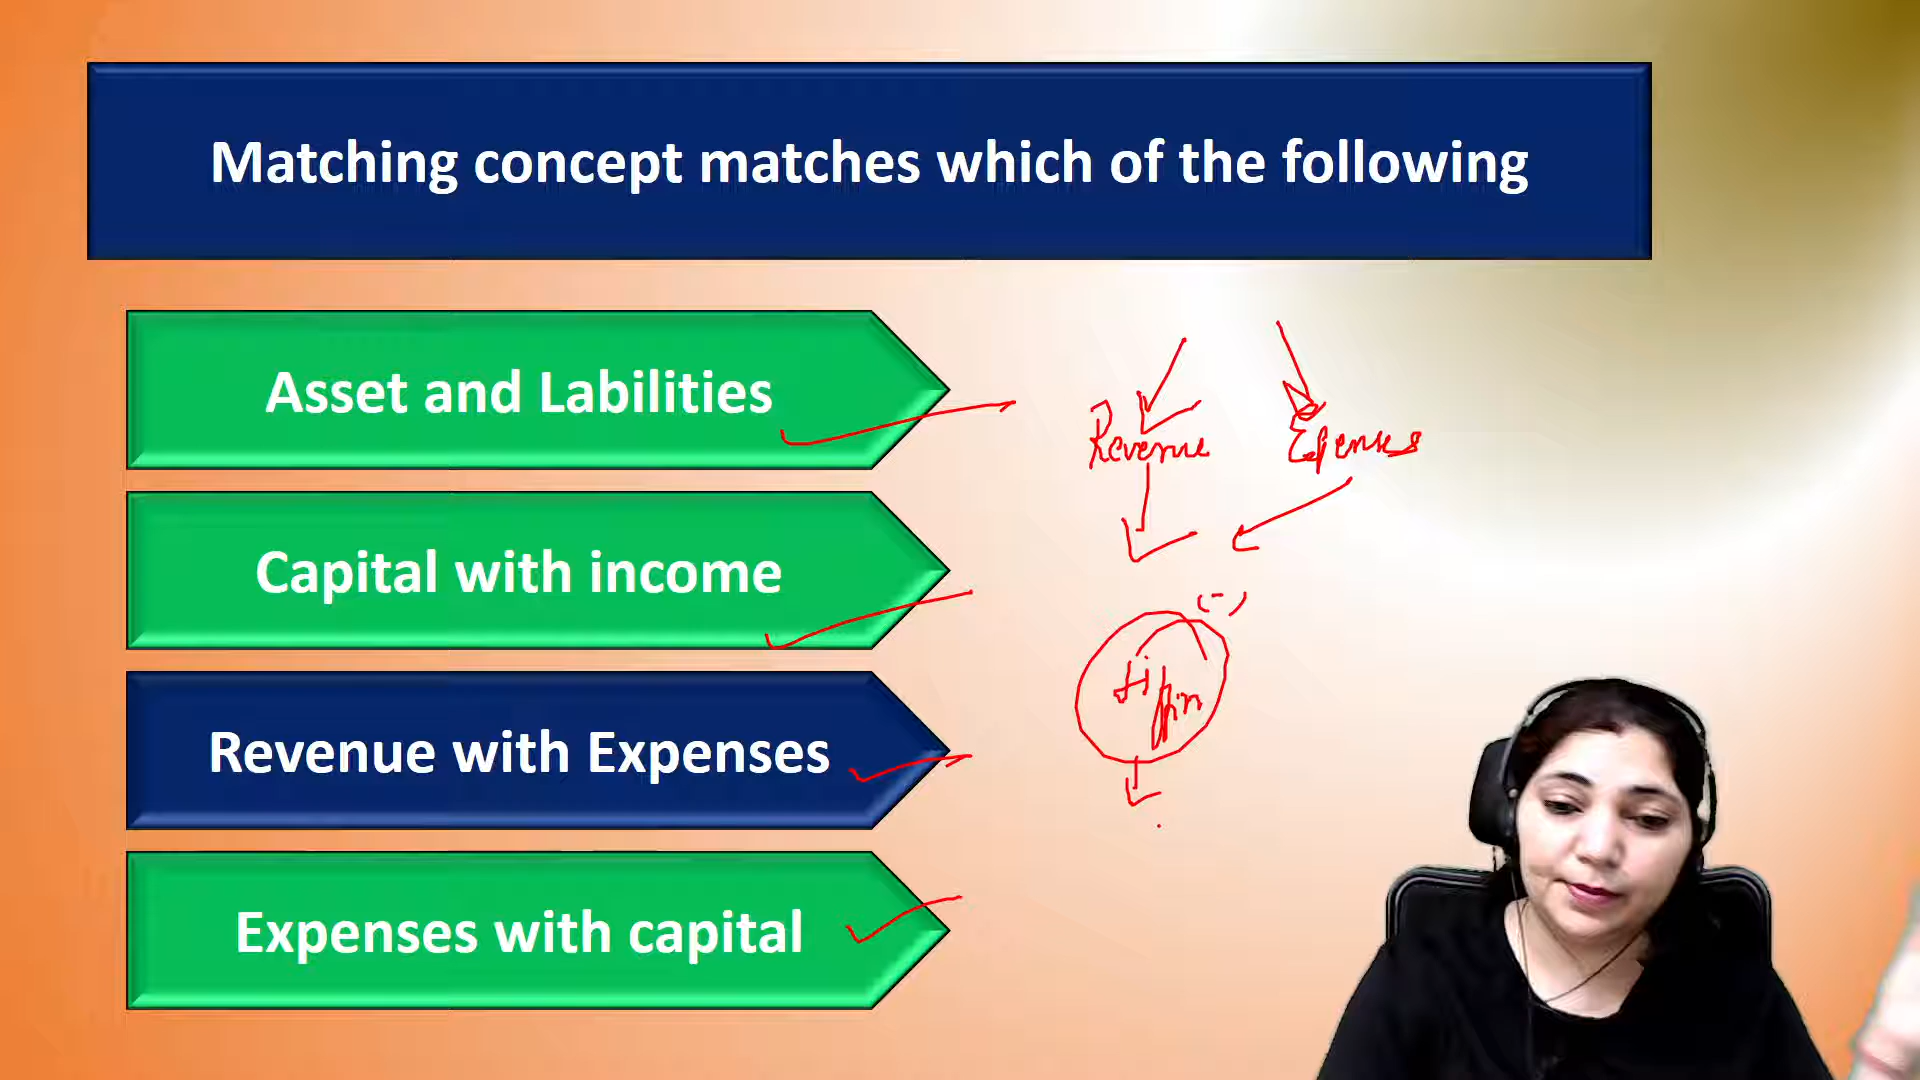 Matching concept matches which of the following
Asset and Labilities
Revenue Epenses
Capital with income
(-)
Revenue with Expenses
Expenses with capital